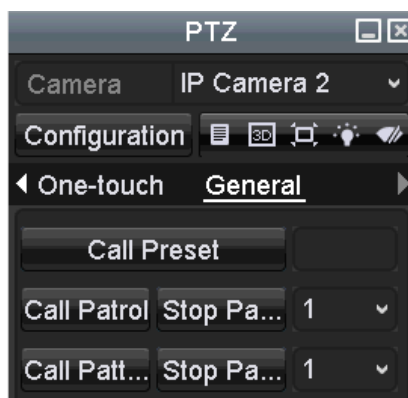 PTZ
Camera IP Camera 2
Configuration 3D
One-touch General
Call Preset
Call Patrol Stop Pa... 1
Call Patt... Stop Pa... 1